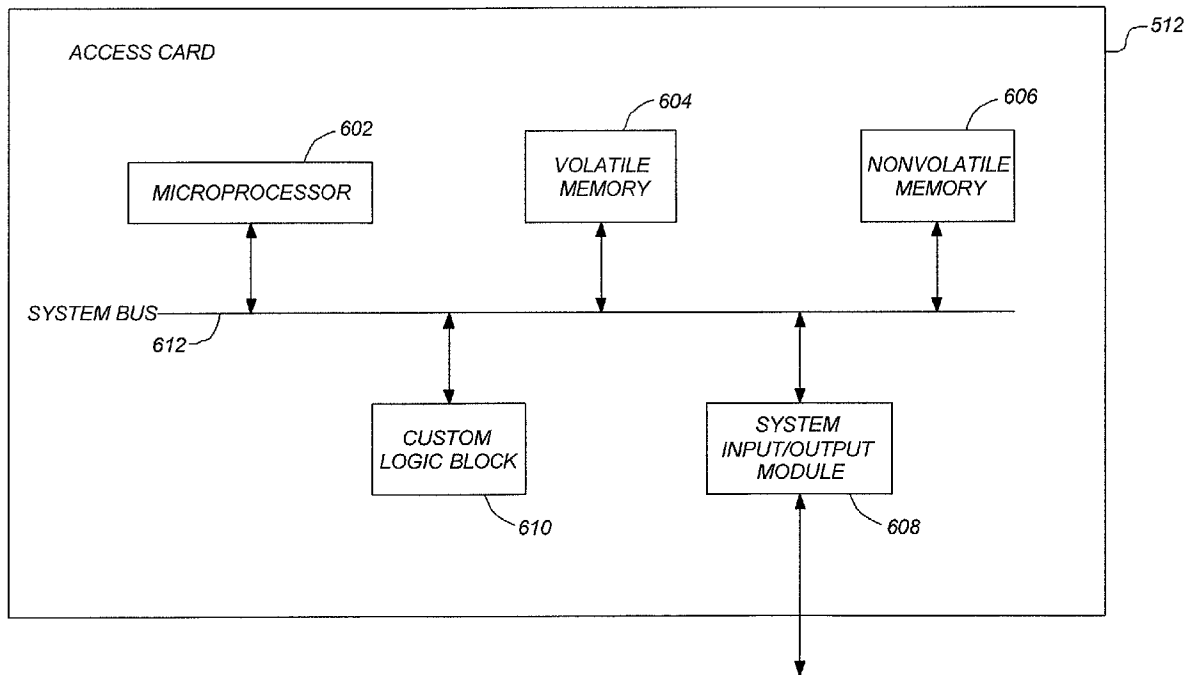 512
ACCESS CARD
602
604
606
MICROPROCESSOR
VOLATILE
MEMORY
NONVOLATILE
MEMORY
SYSTEM BUS
612
CUSTOM
LOGIC BLOCK
610
SYSTEM
INPUT/OUTPUT
MODULE
608